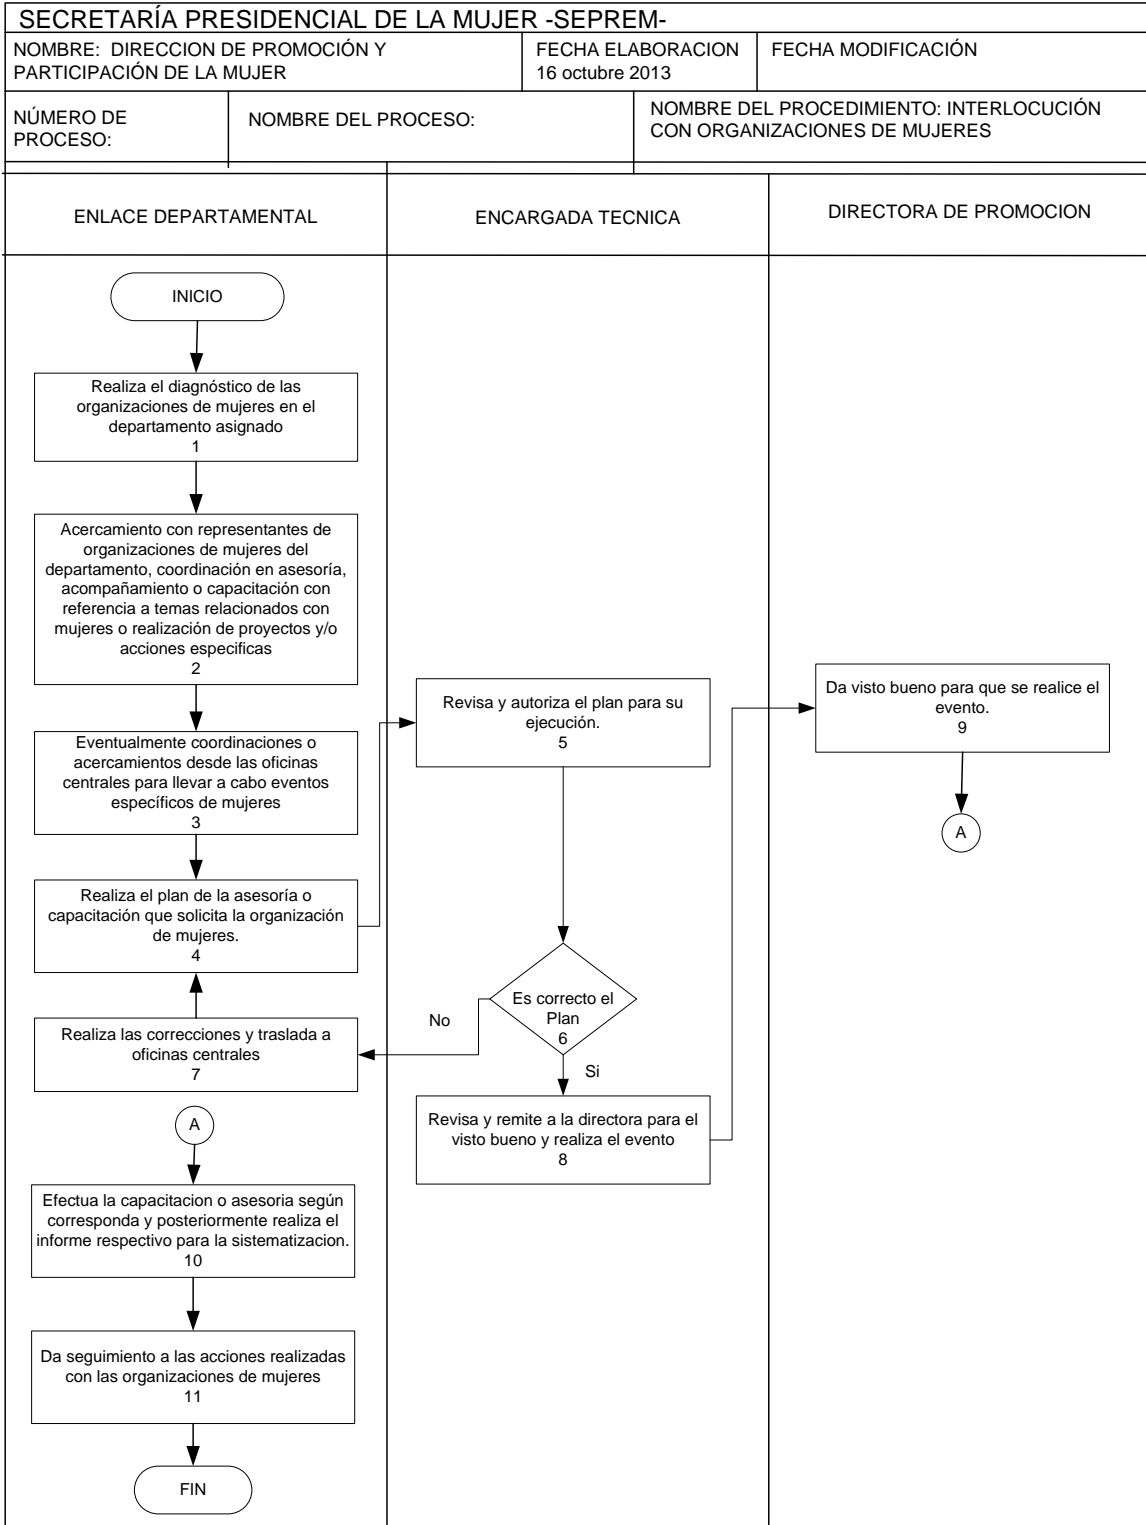 SECRETARÍA PRESIDENCIAL DE LA MUJER -SEPREM-
NOMBRE: DIRECCION DE PROMOCIÓN Y
PARTICIPACIÓN DE LA MUJER
FECHA ELABORACION
16 octubre 2013
FECHA MODIFICACIÓN
NÚMERO DE
PROCESO:
NOMBRE DEL PROCESO:
NOMBRE DEL PROCEDIMIENTO: INTERLOCUCIÓN
CON ORGANIZACIONES DE MUJERES
ENLACE DEPARTAMENTAL
ENCARGADA TECNICA
DIRECTORA DE PROMOCION
INICIO
Realiza el diagnóstico de las
organizaciones de mujeres en el
departamento asignado
1
Acercamiento con representantes de
organizaciones de mujeres del
departamento, coordinación en asesoría,
acompañamiento o capacitación con
referencia a temas relacionados con
mujeres o realización de proyectos y/o
acciones especificas
2
Eventualmente coordinaciones o
acercamientos desde las oficinas
centrales para llevar a cabo eventos
específicos de mujeres
3
Realiza el plan de la asesoría o
capacitación que solicita la organización
de mujeres.
4
Revisa y autoriza el plan para su
ejecución.
5
Es correcto el
Plan
6
No
Si
Realiza las correcciones y traslada a
oficinas centrales
7
Revisa y remite a la directora para el
visto bueno y realiza el evento
8
Da visto bueno para que se realice el
evento.
9
A
A
Efectua la capacitacion o asesoria según
corresponda y posteriormente realiza el
informe respectivo para la sistematizacion.
10
Da seguimiento a las acciones realizadas
con las organizaciones de mujeres
11
FIN